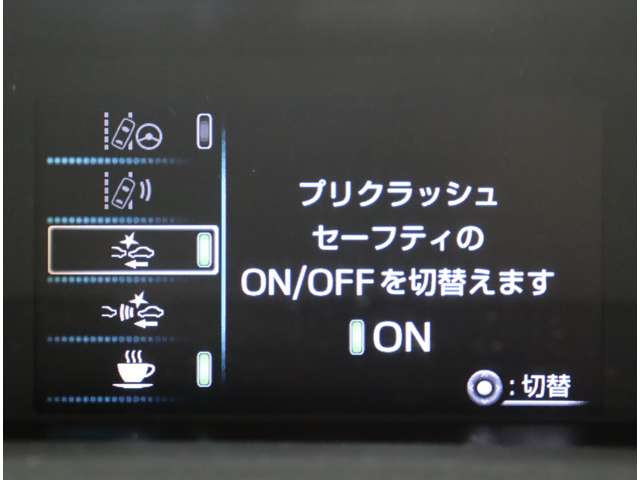 プリクラッシュ
セーフティの
ON/OFFを切替えます
ON
:切替